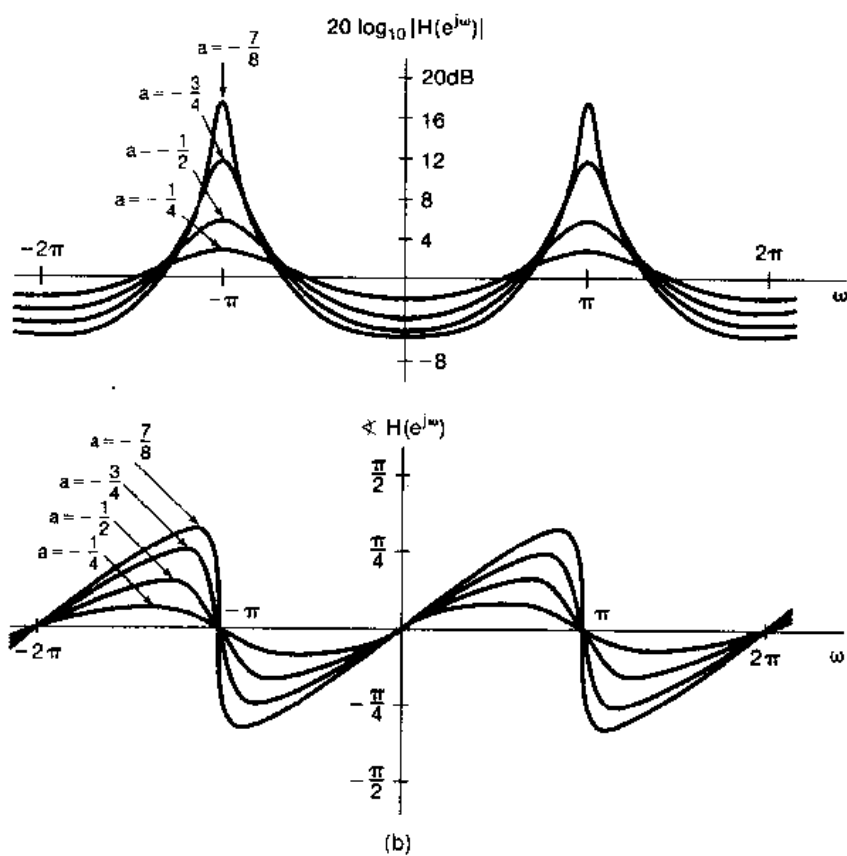 20 log₁₀ |H(e^{jω})|
a = − 7/8
a = − 3/4
a − − 1/2
a = − 1/4
20dB
16
12
8
4
−8
−2π
−π
π
2π
ω
∢ H(e^{jω})
a = − 7/8
a = − 3/4
a = − 1/2
a = − 1/4
π/2
π/4
−π/4
−π/2
−2π
−π
π
2π
ω
(b)